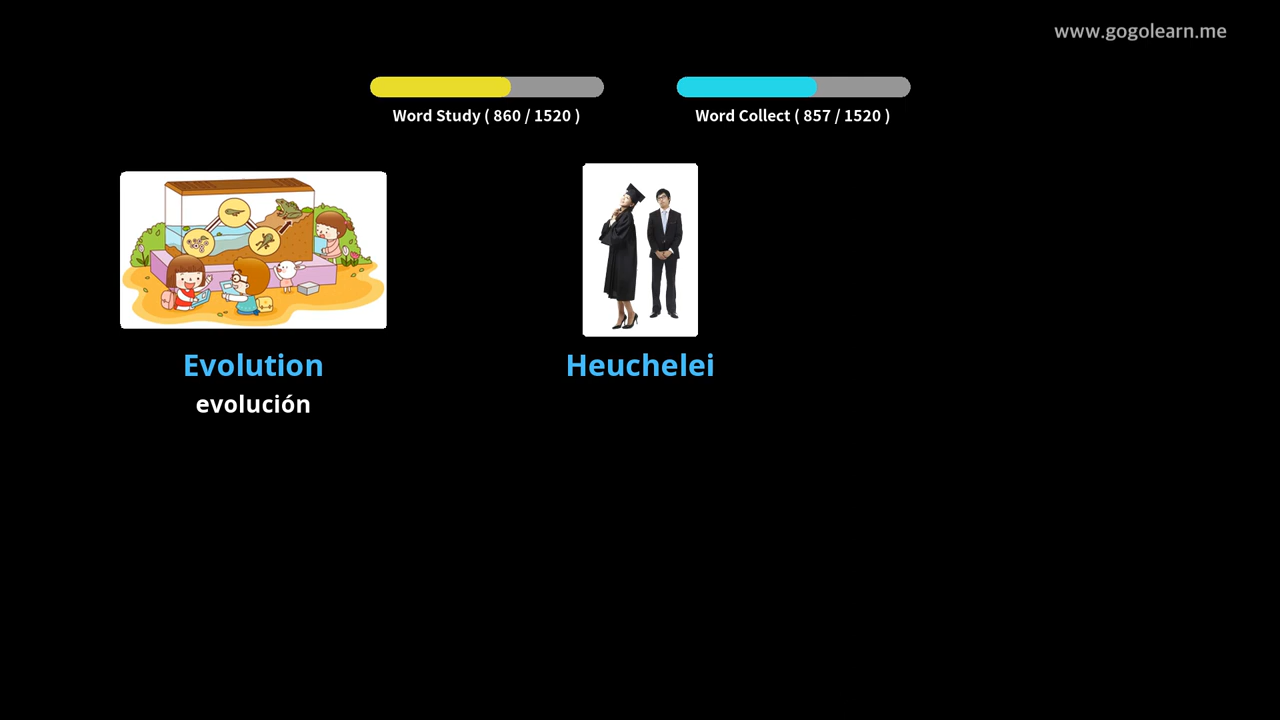 www.gogolearn.me
Word Study ( 860 / 1520 )
Word Collect ( 857 / 1520 )
Evolution
evolución
Heuchelei